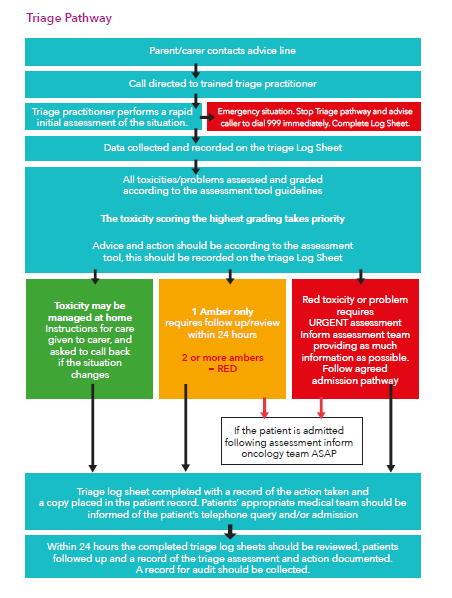 Triage Pathway
Parent/carer contacts advice line
Call directed to trained triage practitioner
Triage practitioner performs a rapid
initial assessment of the situation.
Emergency situation. Stop Triage pathway and advise
caller to dial 999 immediately. Complete Log Sheet.
Data collected and recorded on the triage Log Sheet
All toxicities/problems assessed and graded
according to the assessment tool guidelines
The toxicity scoring the highest grading takes priority
Advice and action should be according to the assessment
tool, this should be recorded on the triage Log Sheet
Toxicity may be
managed at home
Instructions for care
given to carer, and
asked to call back
if the situation
changes
1 Amber only
requires follow up/review
within 24 hours
2 or more ambers
= RED
Red toxicity or problem
requires
URGENT assessment
Inform assessment team
providing as much
information as possible.
Follow agreed
admission pathway
If the patient is admitted
following assessment inform
oncology team ASAP
Triage log sheet completed with a record of the action taken and
a copy placed in the patient record. Patients' appropriate medical team should be
informed of the patient's telephone query and/or admission
Within 24 hours the completed triage log sheets should be reviewed, patients
followed up and a record of the triage assessment and action documented.
A record for audit should be collected.